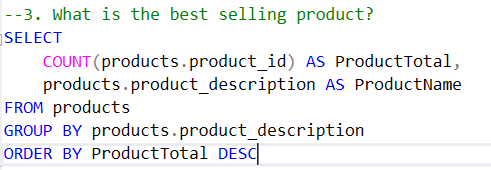 --3. What is the best selling product?
SELECT
COUNT(products.product_id) AS ProductTotal,
products.product_description AS ProductName
FROM products
GROUP BY products.product_description
ORDER BY ProductTotal DESC